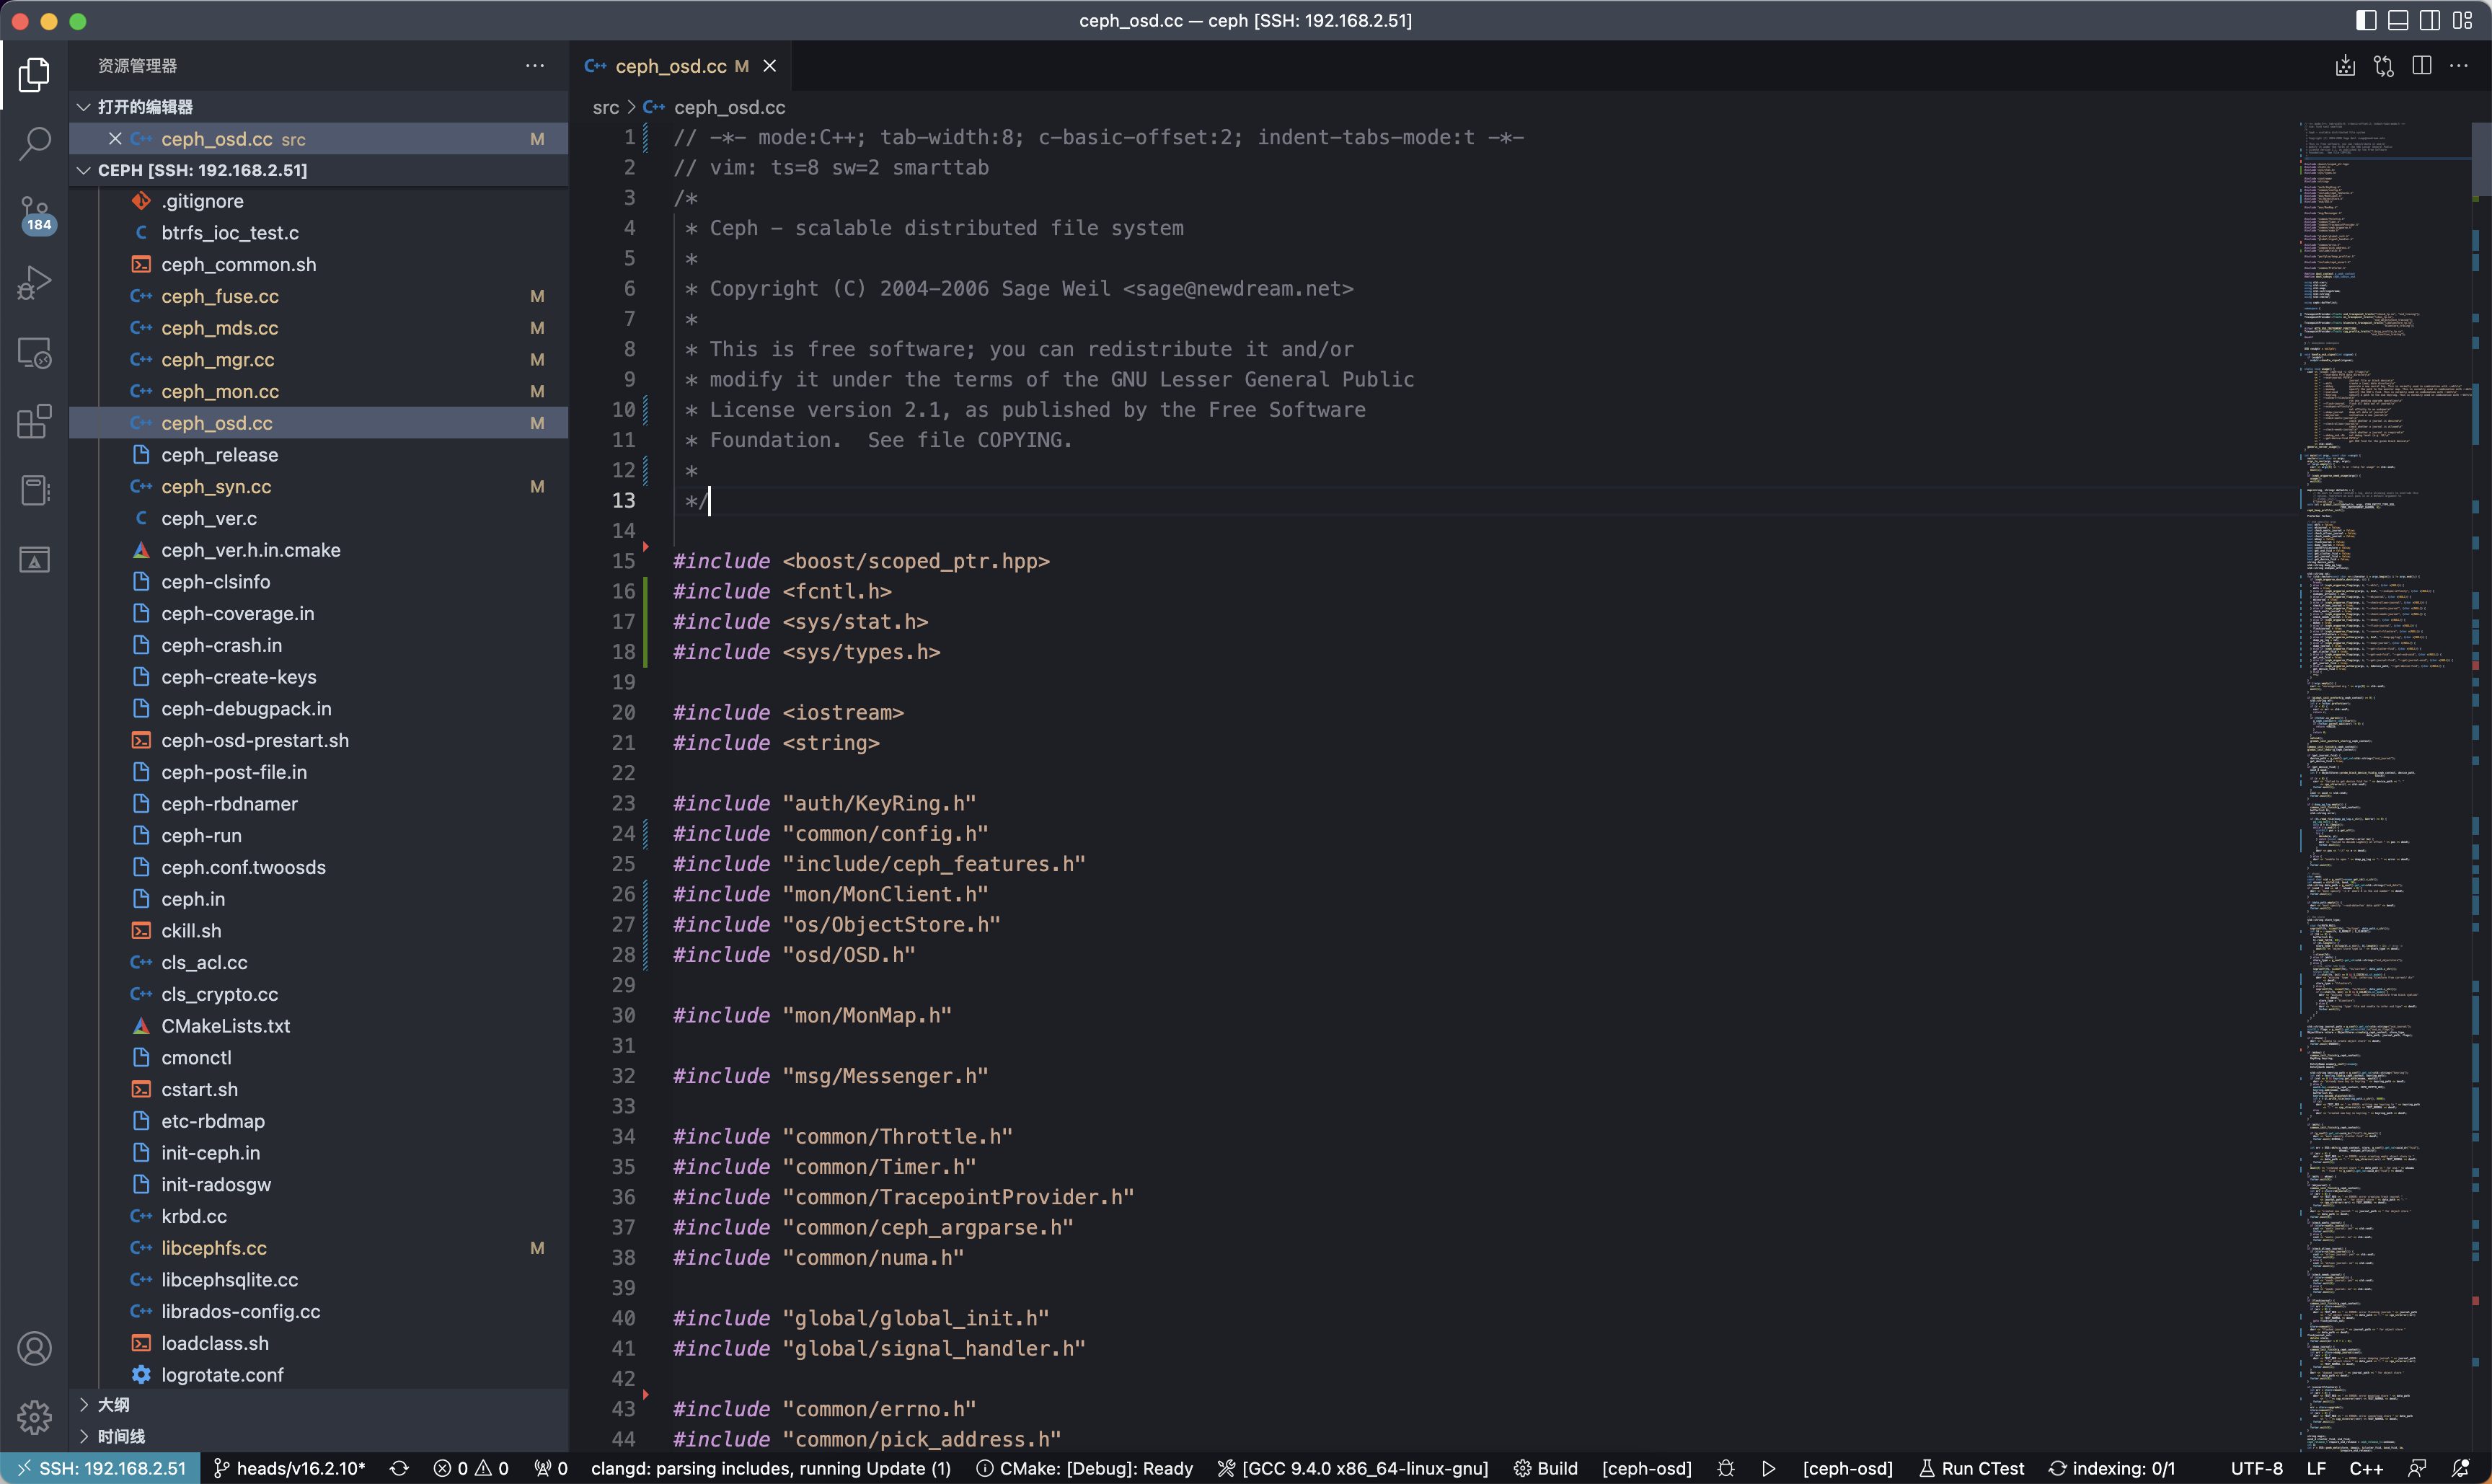 ceph_osd.cc — ceph [SSH: 192.168.2.51]
资源管理器
打开的编辑器
ceph_osd.cc src M
CEPH [SSH: 192.168.2.51]
.gitignore
btrfs_ioc_test.c
ceph_common.sh
ceph_fuse.cc M
ceph_mds.cc M
ceph_mgr.cc M
ceph_mon.cc M
ceph_osd.cc M
ceph_release
ceph_syn.cc M
ceph_ver.c
ceph_ver.h.in.cmake
ceph-clsinfo
ceph-coverage.in
ceph-crash.in
ceph-create-keys
ceph-debugpack.in
ceph-osd-prestart.sh
ceph-post-file.in
ceph-rbdnamer
ceph-run
ceph.conf.twoosds
ceph.in
ckill.sh
cls_acl.cc
cls_crypto.cc
CMakeLists.txt
cmonctl
cstart.sh
etc-rbdmap
init-ceph.in
init-radosgw
krbd.cc
libcephfs.cc M
libcephsqlite.cc
librados-config.cc
loadclass.sh
logrotate.conf
大纲
时间线
184
ceph_osd.cc M
src > ceph_osd.cc
1 // -*- mode:C++; tab-width:8; c-basic-offset:2; indent-tabs-mode:t -*-
2 // vim: ts=8 sw=2 smarttab
3 /*
4 * Ceph - scalable distributed file system
5 *
6 * Copyright (C) 2004-2006 Sage Weil <sage@newdream.net>
7 *
8 * This is free software; you can redistribute it and/or
9 * modify it under the terms of the GNU Lesser General Public
10 * License version 2.1, as published by the Free Software
11 * Foundation.  See file COPYING.
12 *
13 */
14
15 #include <boost/scoped_ptr.hpp>
16 #include <fcntl.h>
17 #include <sys/stat.h>
18 #include <sys/types.h>
19
20 #include <iostream>
21 #include <string>
22
23 #include "auth/KeyRing.h"
24 #include "common/config.h"
25 #include "include/ceph_features.h"
26 #include "mon/MonClient.h"
27 #include "os/ObjectStore.h"
28 #include "osd/OSD.h"
29
30 #include "mon/MonMap.h"
31
32 #include "msg/Messenger.h"
33
34 #include "common/Throttle.h"
35 #include "common/Timer.h"
36 #include "common/TracepointProvider.h"
37 #include "common/ceph_argparse.h"
38 #include "common/numa.h"
39
40 #include "global/global_init.h"
41 #include "global/signal_handler.h"
42
43 #include "common/errno.h"
44 #include "common/pick_address.h"
SSH: 192.168.2.51 heads/v16.2.10* 0 0 0 clangd: parsing includes, running Update (1) CMake: [Debug]: Ready [GCC 9.4.0 x86_64-linux-gnu] Build [ceph-osd] [ceph-osd] Run CTest indexing: 0/1 UTF-8 LF C++